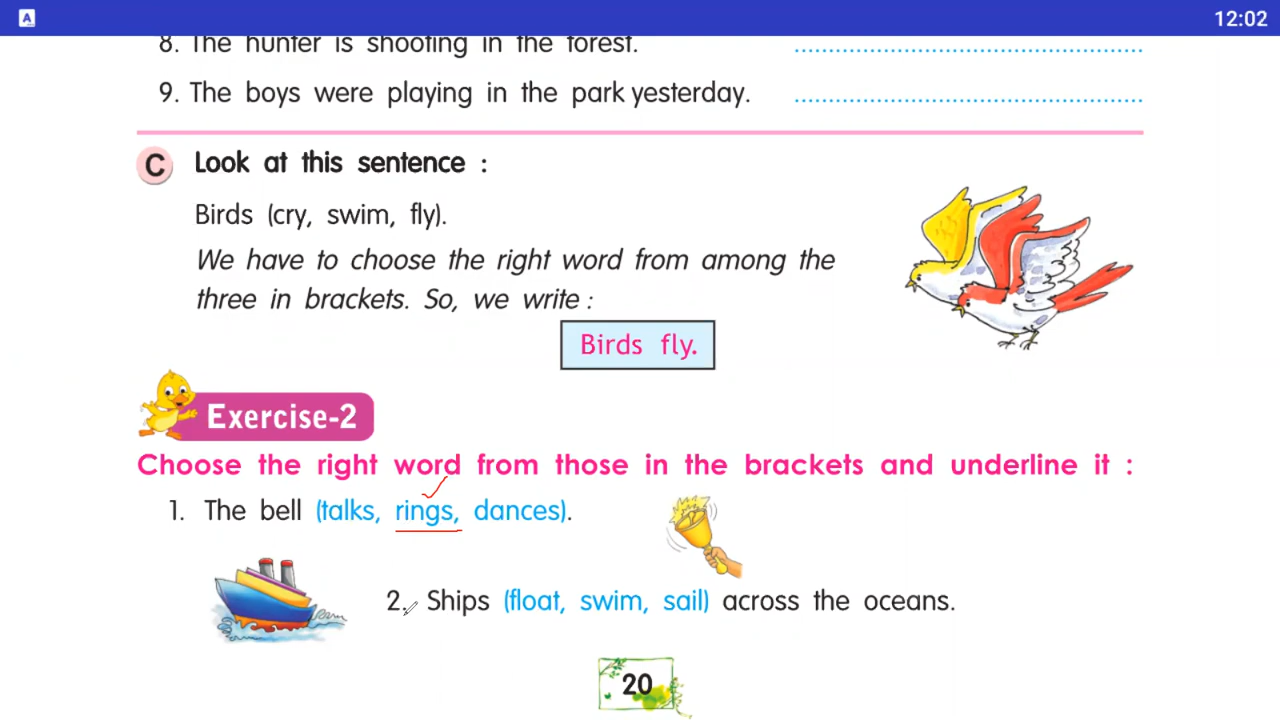 A
12:02
8. The hunter is shooting in the forest. ................................................
9. The boys were playing in the park yesterday. ................................................
C Look at this sentence :
Birds (cry, swim, fly).
We have to choose the right word from among the
three in brackets. So, we write :
Birds fly.
Exercise-2
Choose the right word from those in the brackets and underline it :
1. The bell (talks, rings, dances).
2. Ships (float, swim, sail) across the oceans.
20